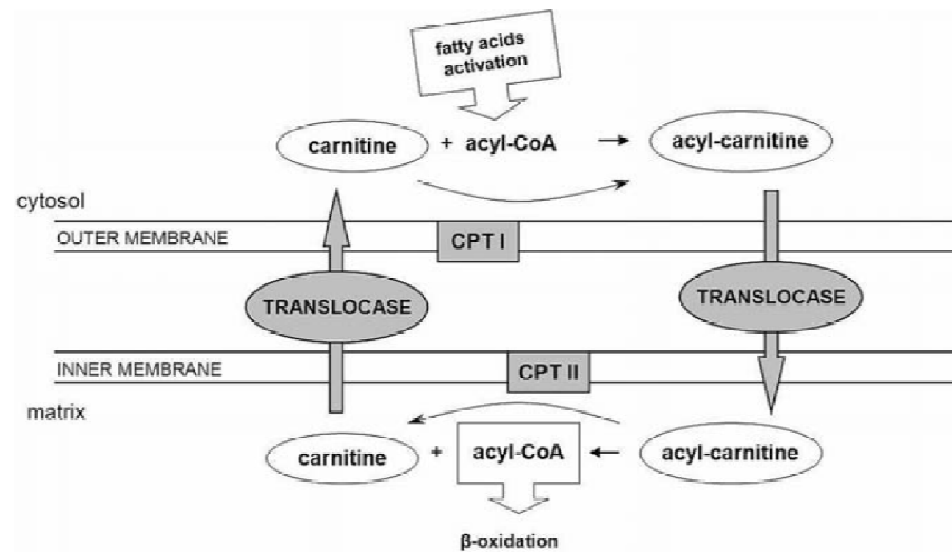 fatty acids
activation
carnitine + acyl-CoA acyl-carnitine
cytosol
OUTER MEMBRANE
CPT I
TRANSLOCASE
TRANSLOCASE
INNER MEMBRANE
CPT II
matrix
carnitine + acyl-CoA acyl-carnitine
β-oxidation